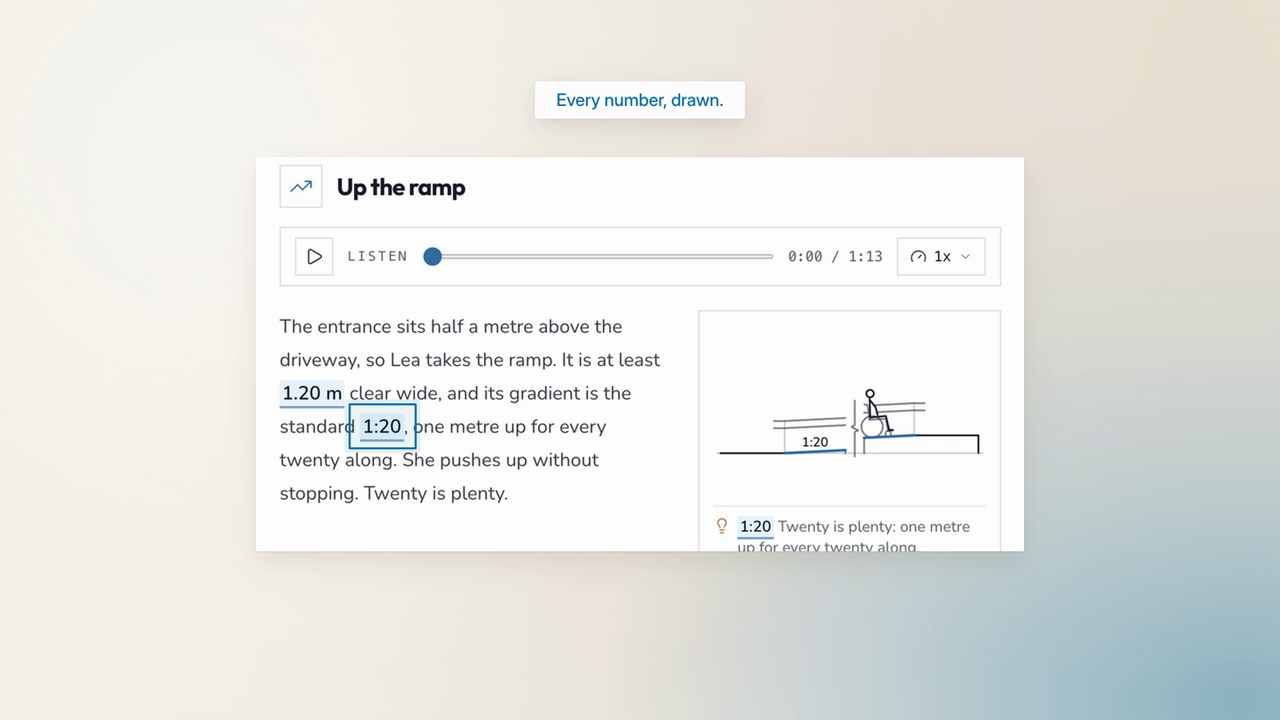 Every number, drawn.
Up the ramp
LISTEN
0:00 / 1:13
1x
The entrance sits half a metre above the
driveway, so Lea takes the ramp. It is at least
1.20 m clear wide, and its gradient is the
standard 1:20, one metre up for every
twenty along. She pushes up without
stopping. Twenty is plenty.
1:20
1:20 Twenty is plenty: one metre
up for every twenty along.